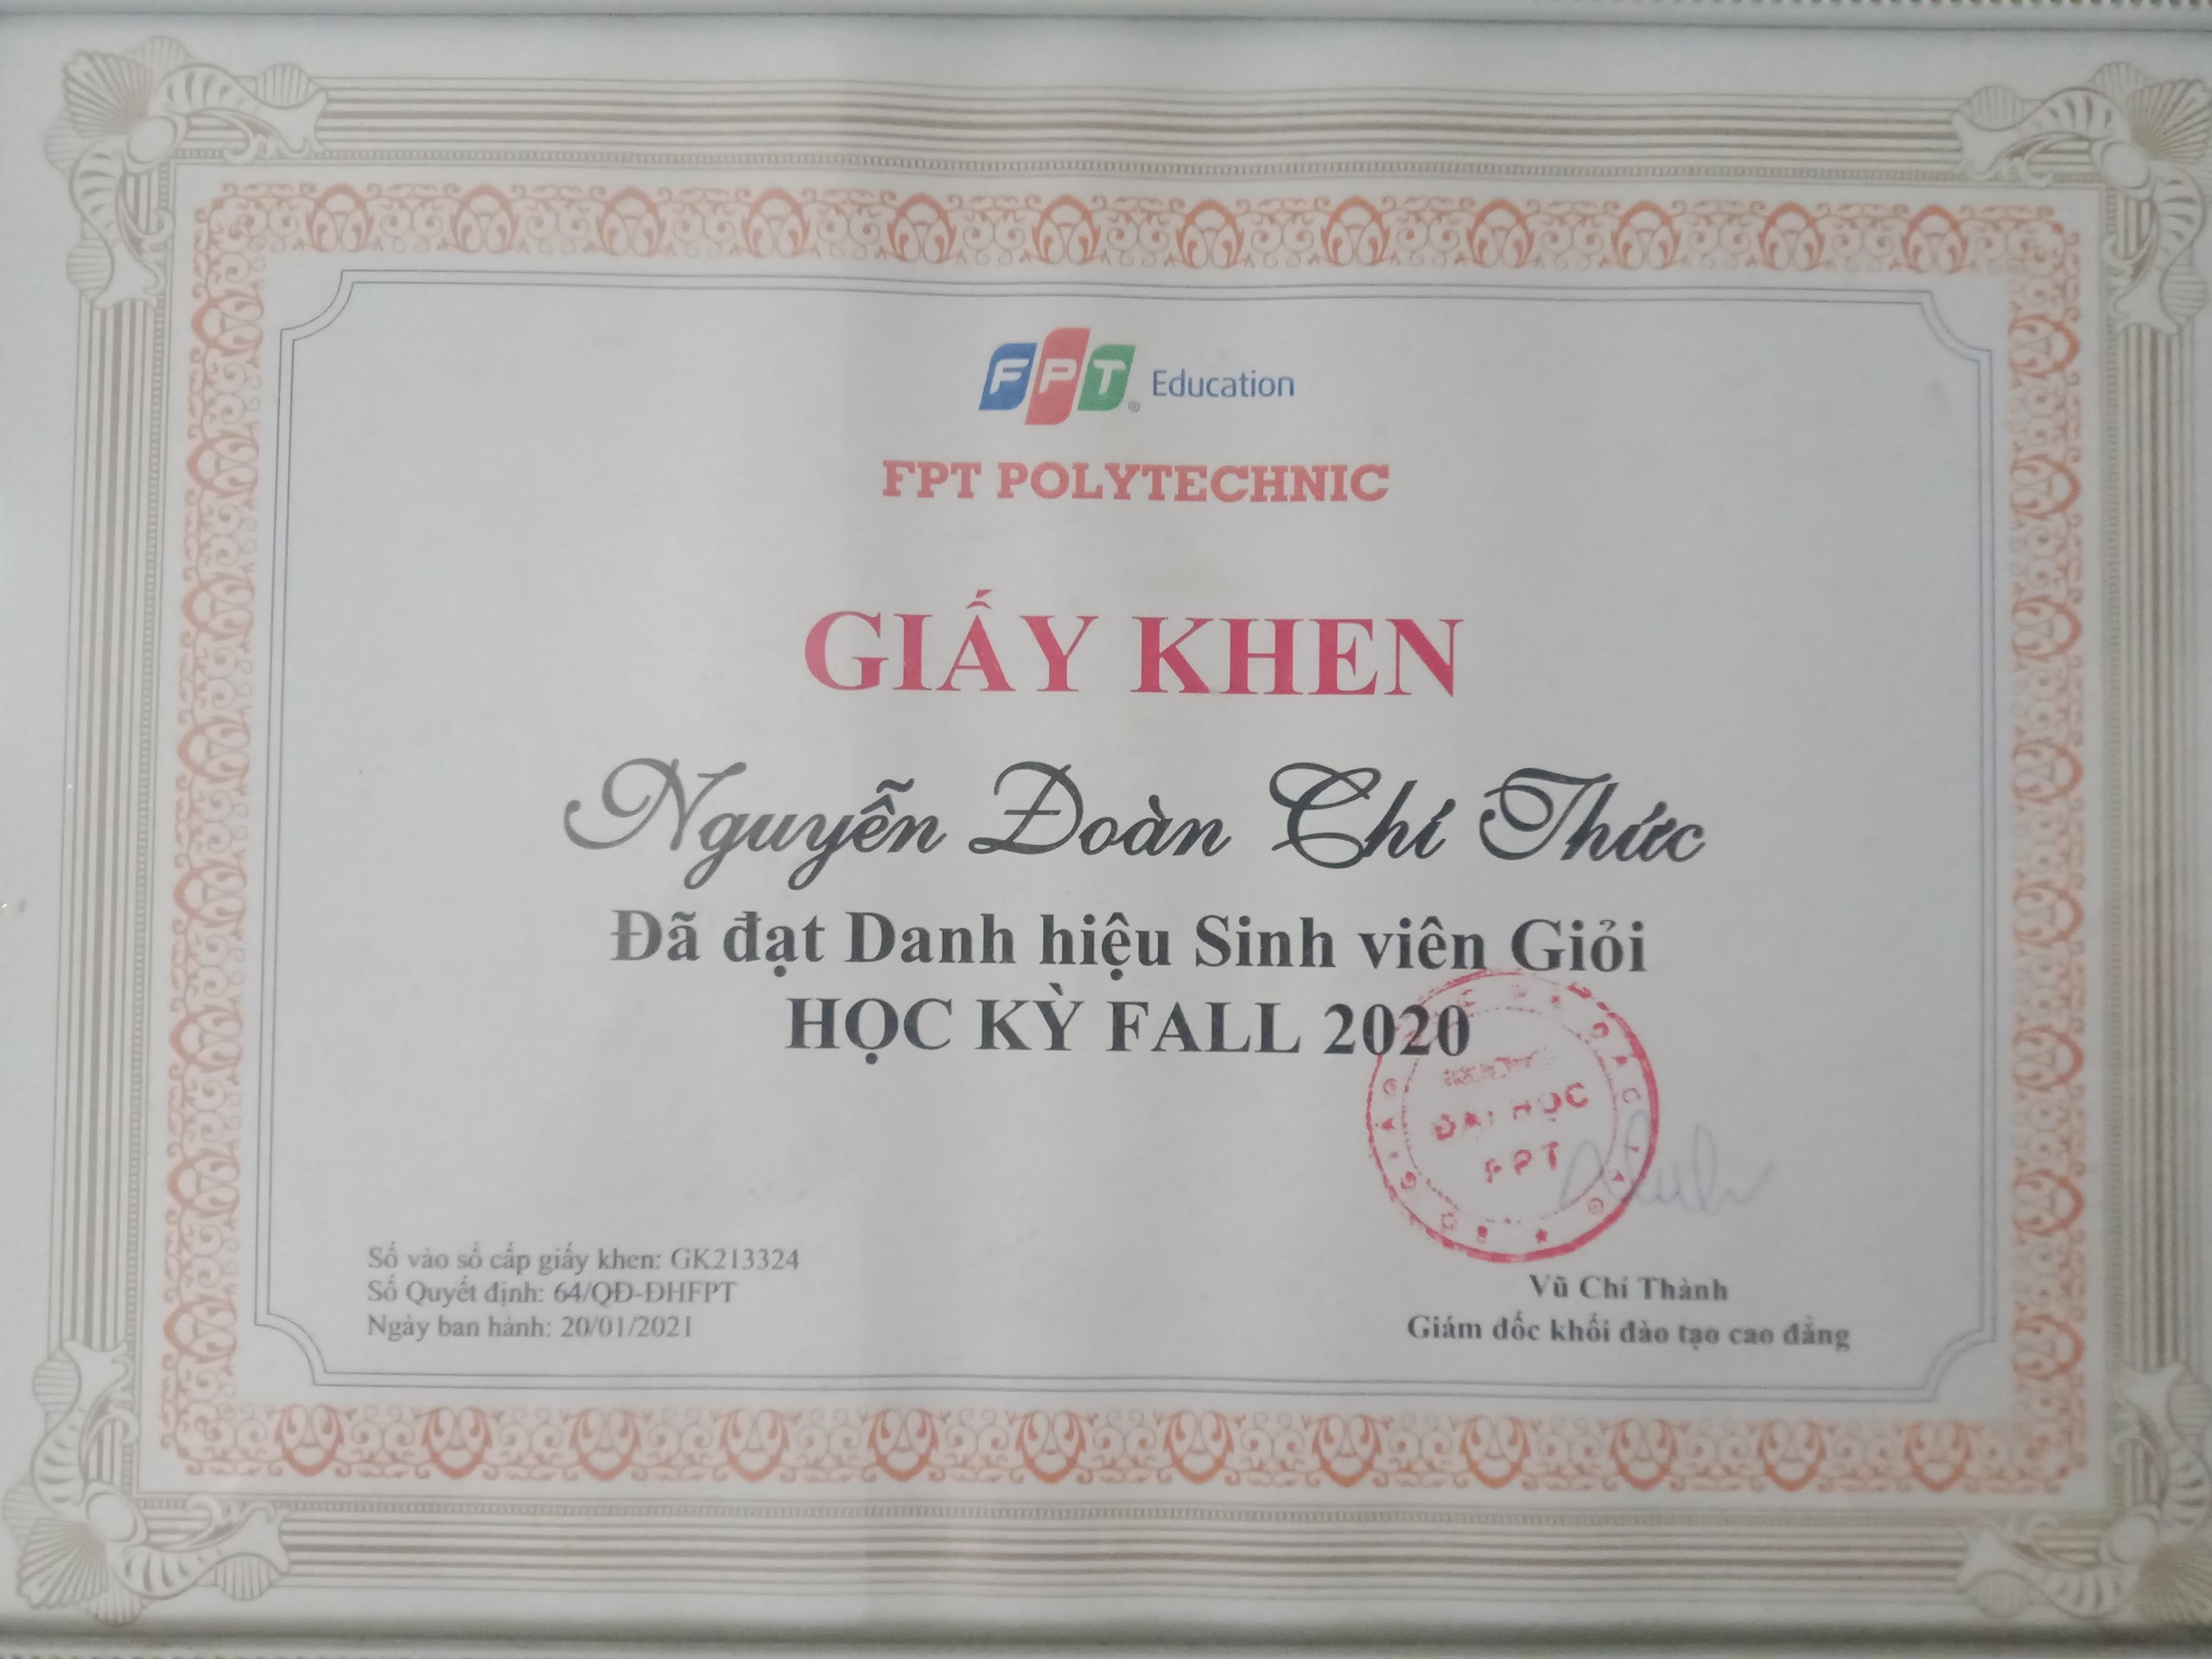 FPT Education
FPT POLYTECHNIC
GIẤY KHEN
Nguyễn Đoàn Chí Thức
Đã đạt Danh hiệu Sinh viên Giỏi
HỌC KỲ FALL 2020
ĐẠI HỌC
FPT
Số vào sổ cấp giấy khen: GK213324
Số Quyết định: 64/QĐ-ĐHFPT
Ngày ban hành: 20/01/2021
Vũ Chí Thành
Giám đốc khối đào tạo cao đẳng